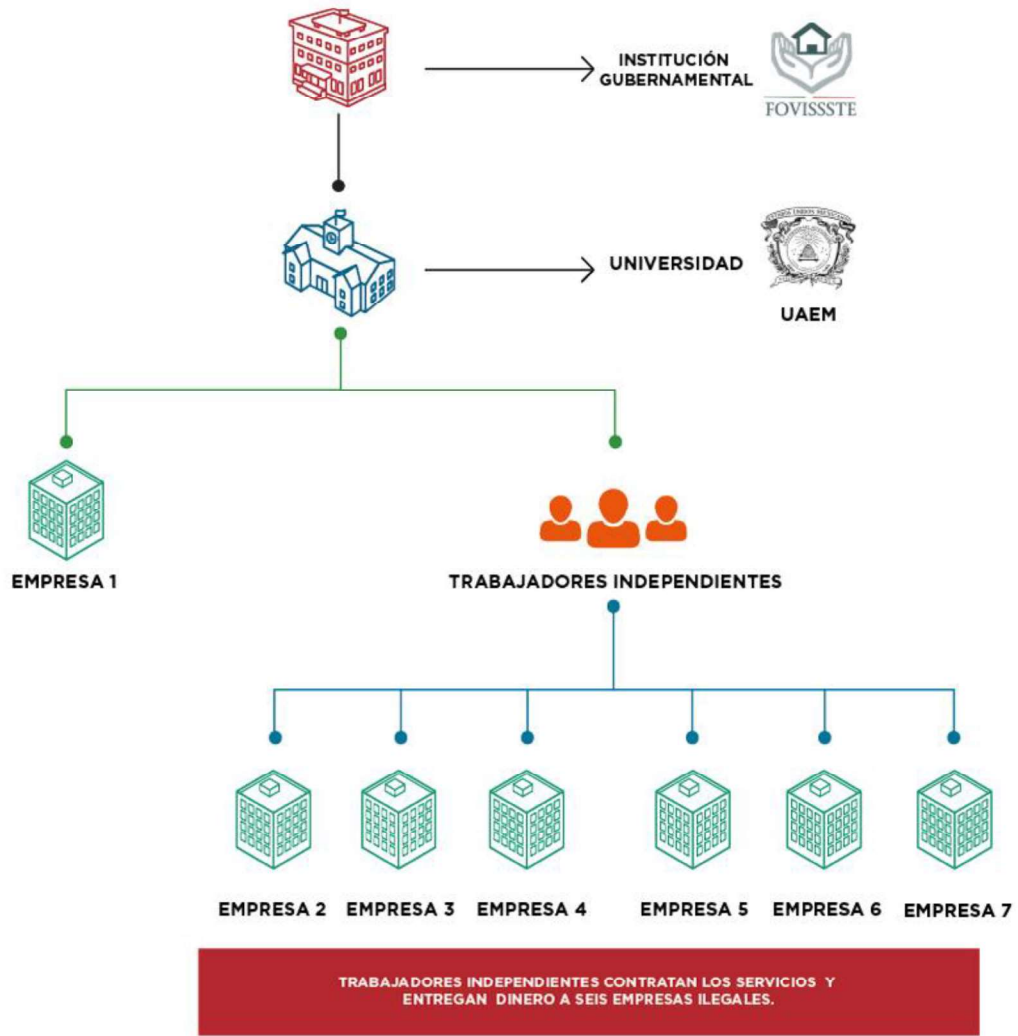 INSTITUCIÓN
GUBERNAMENTAL
FOVISSSTE
UNIVERSIDAD
UAEM
EMPRESA 1
TRABAJADORES INDEPENDIENTES
EMPRESA 2
EMPRESA 3
EMPRESA 4
EMPRESA 5
EMPRESA 6
EMPRESA 7
TRABAJADORES INDEPENDIENTES CONTRATAN LOS SERVICIOS Y
ENTREGAN DINERO A SEIS EMPRESAS ILEGALES.